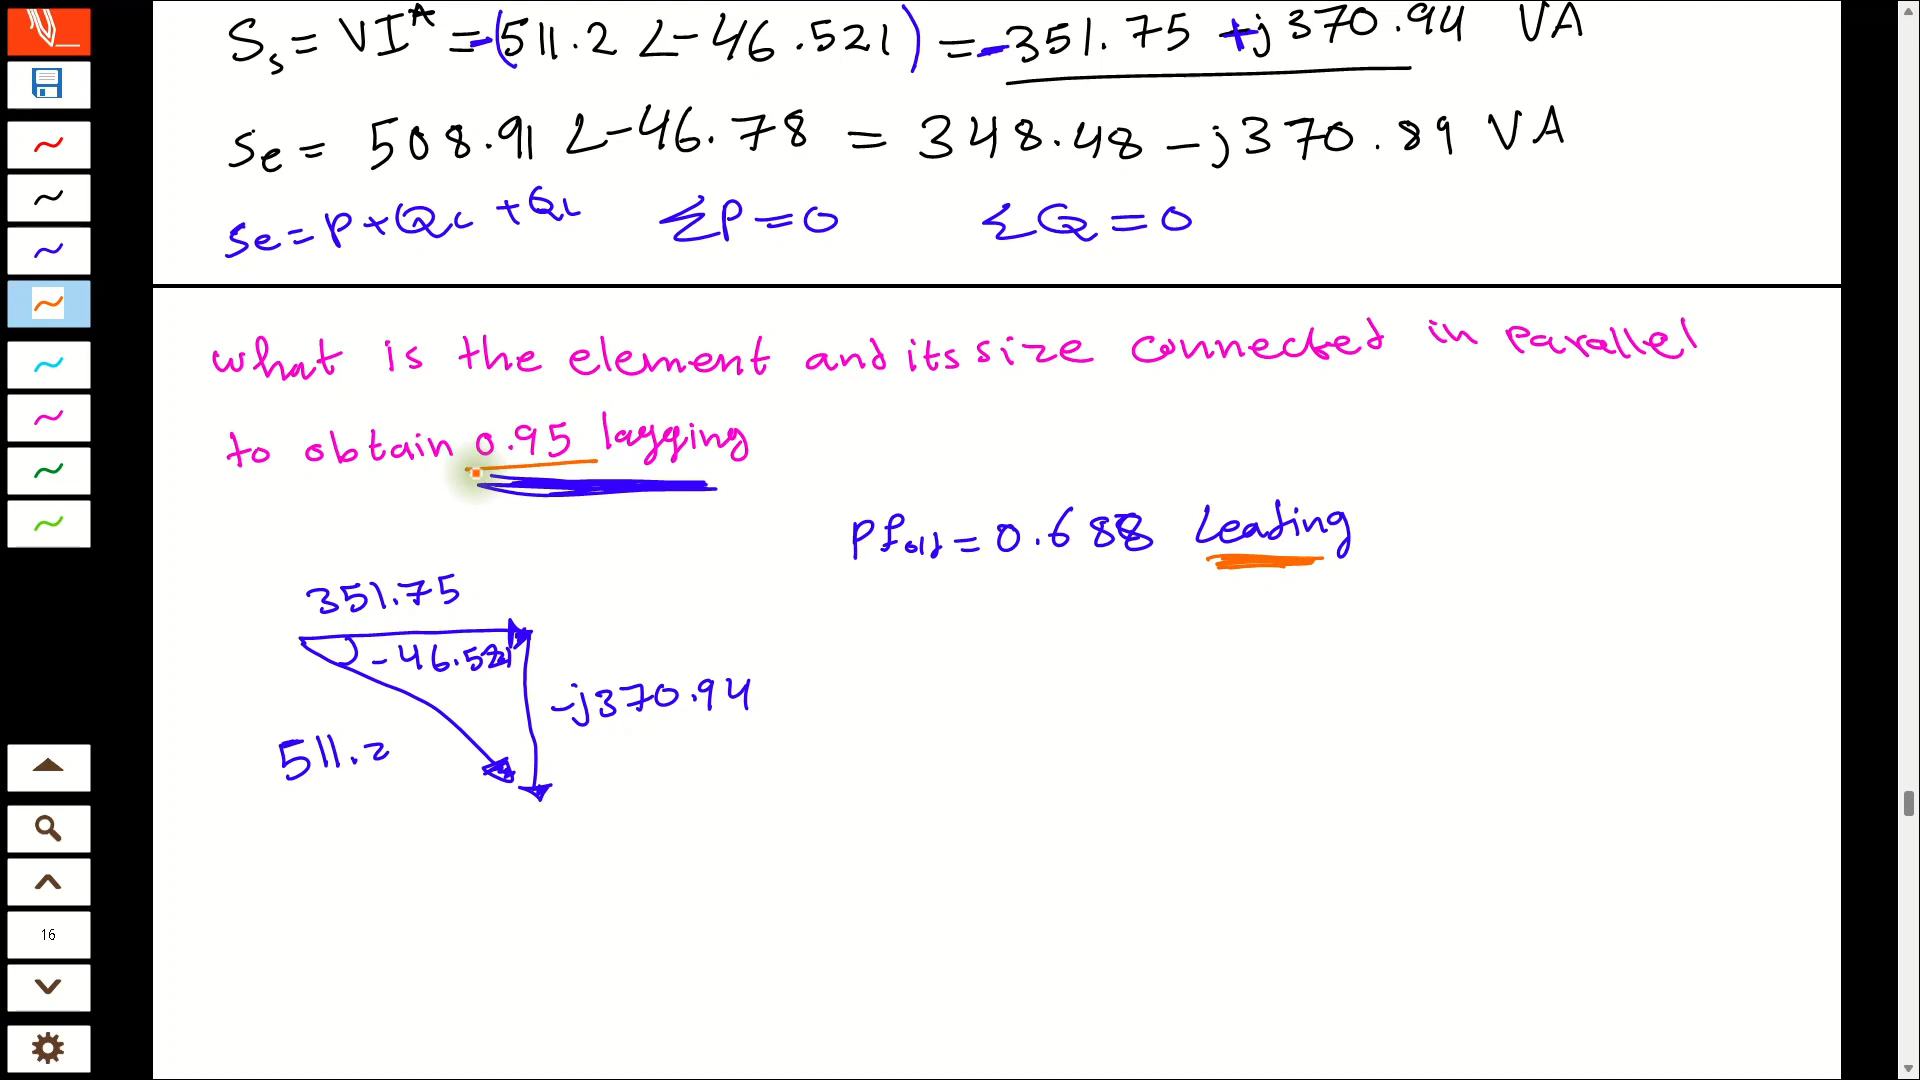 Ss = VI* = -(511.2 ∠-46.521) = -351.75 +j370.94 VA
Se = 508.91 ∠-46.78 = 348.48 -j370.89 VA
Se = P + Qc + QL ΣP=0 ΣQ=0
what is the element and its size connected in parallel
to obtain 0.95 lagging
Pfold = 0.688 Leading
351.75
-46.521
-j370.94
511.2
16